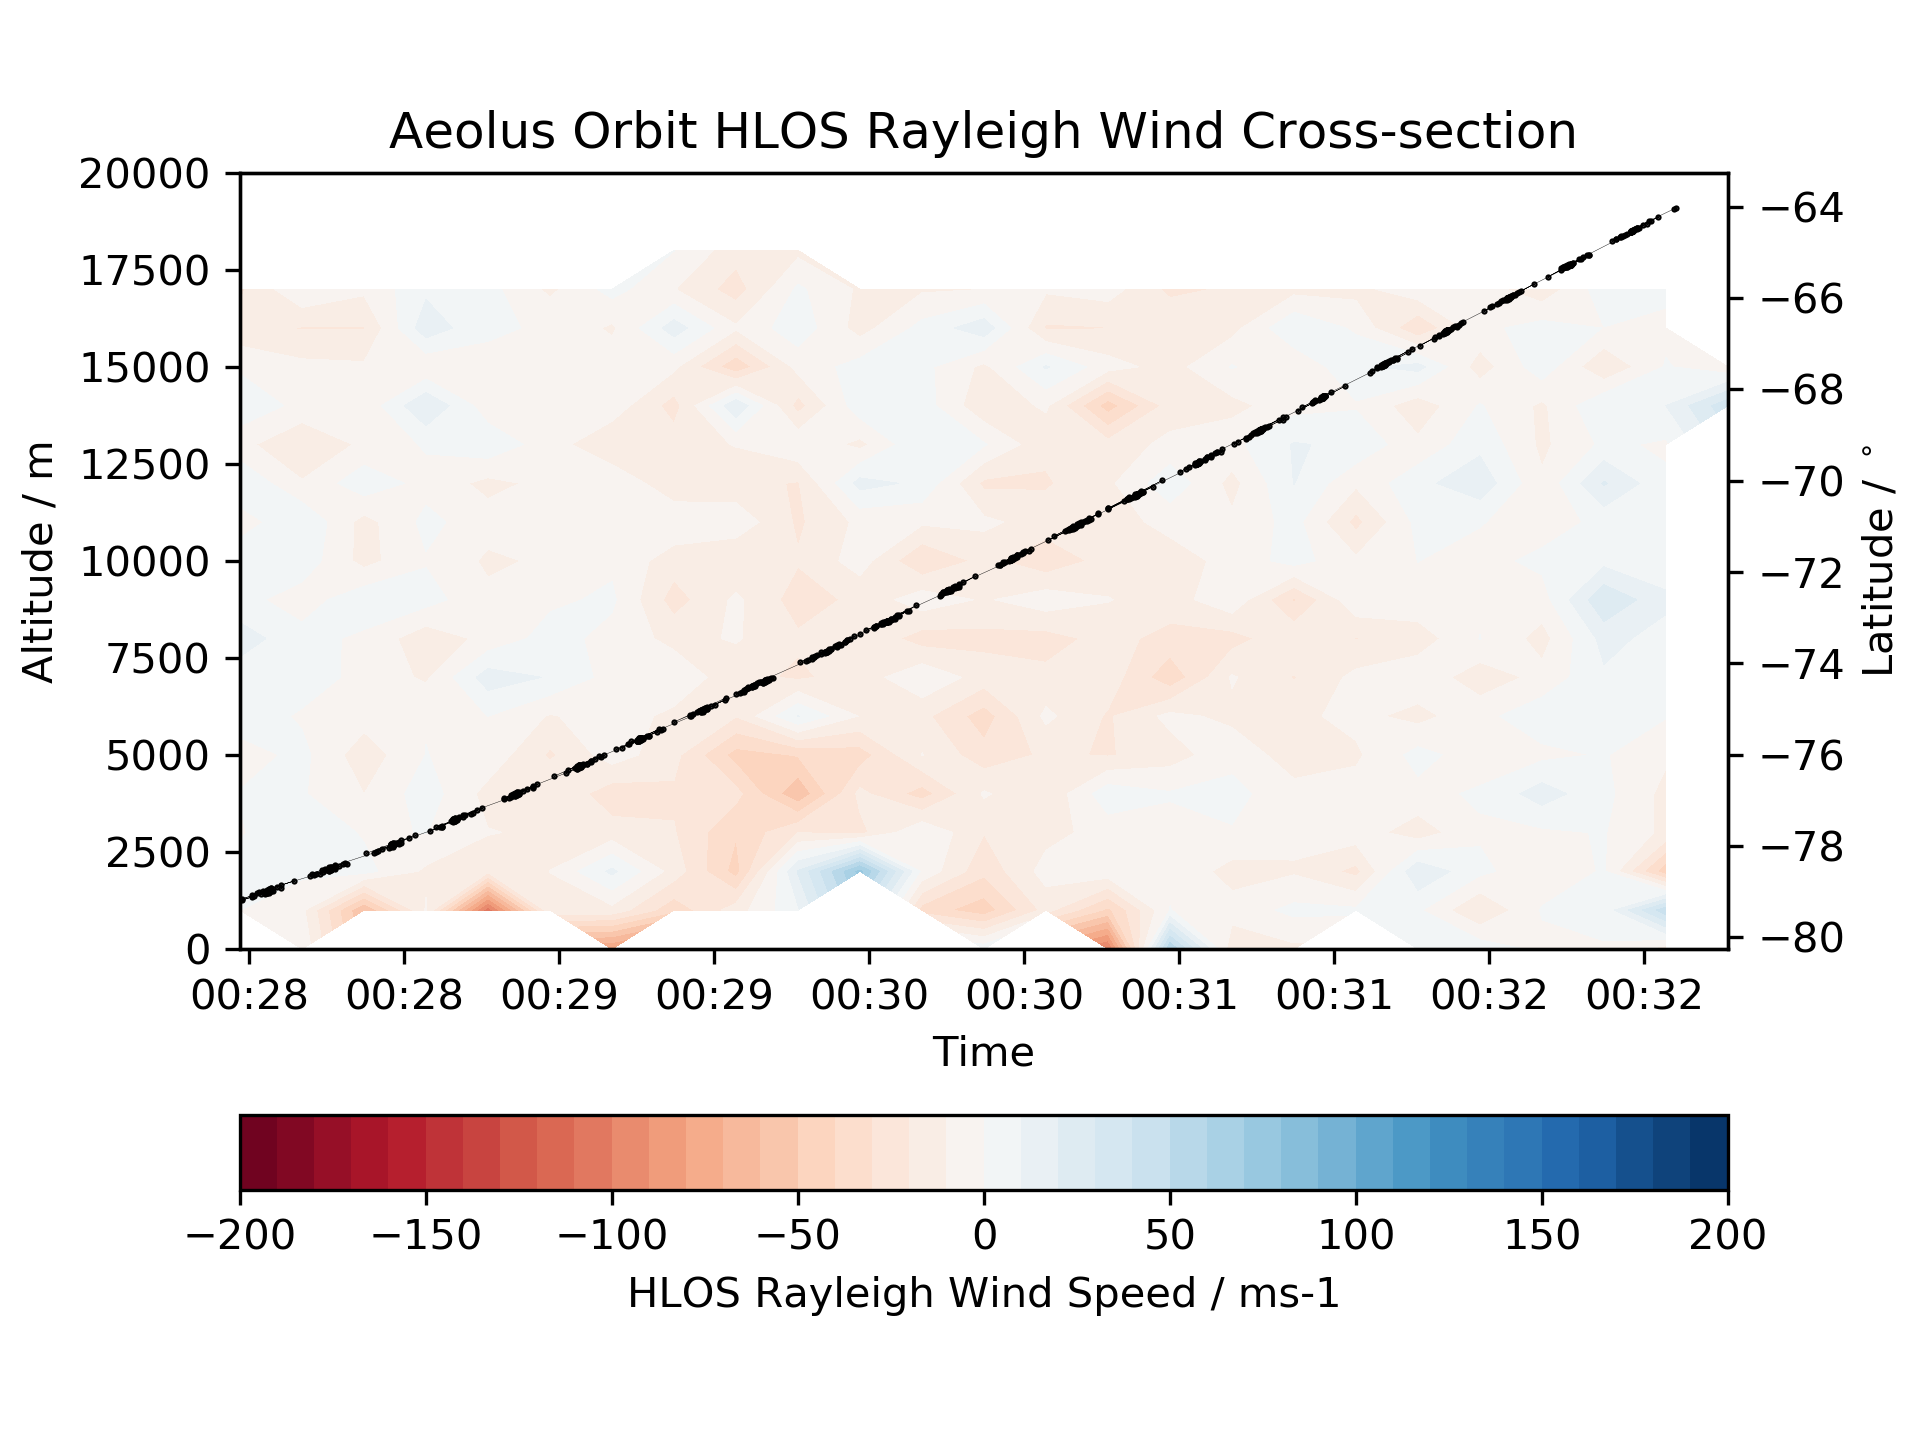 Aeolus Orbit HLOS Rayleigh Wind Cross-section
20000
17500
15000
12500
10000
7500
5000
2500
0
Altitude / m
−64
−66
−68
−70
−72
−74
−76
−78
−80
Latitude / °
00:28 00:28 00:29 00:29 00:30 00:30 00:31 00:31 00:32 00:32
Time
−200 −150 −100 −50 0 50 100 150 200
HLOS Rayleigh Wind Speed / ms-1